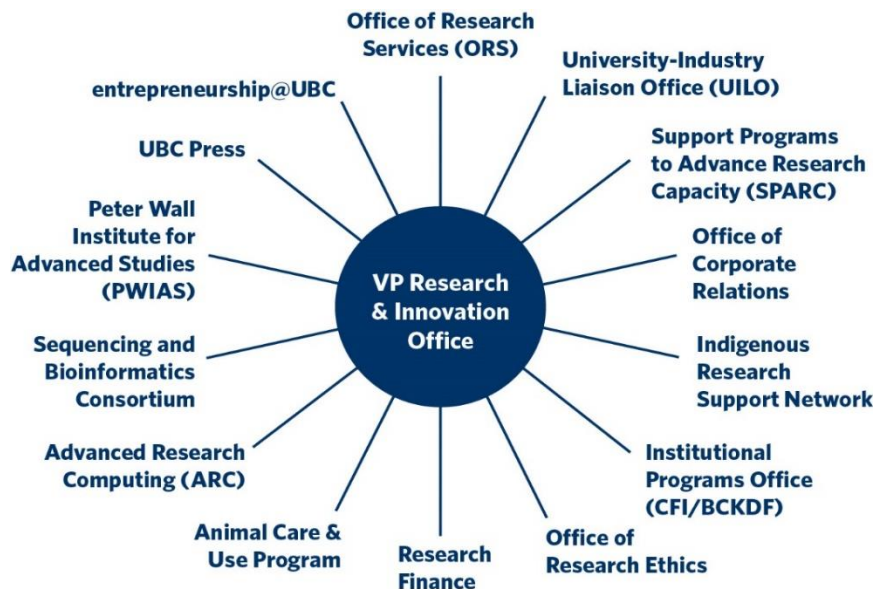 Office of Research
Services (ORS)
University-Industry
Liaison Office (UILO)
Support Programs
to Advance Research
Capacity (SPARC)
Office of
Corporate
Relations
Indigenous
Research
Support Network
Institutional
Programs Office
(CFI/BCKDF)
Office of
Research Ethics
Research
Finance
Animal Care &
Use Program
Advanced Research
Computing (ARC)
Sequencing and
Bioinformatics
Consortium
Peter Wall
Institute for
Advanced Studies
(PWIAS)
UBC Press
entrepreneurship@UBC
VP Research
& Innovation
Office